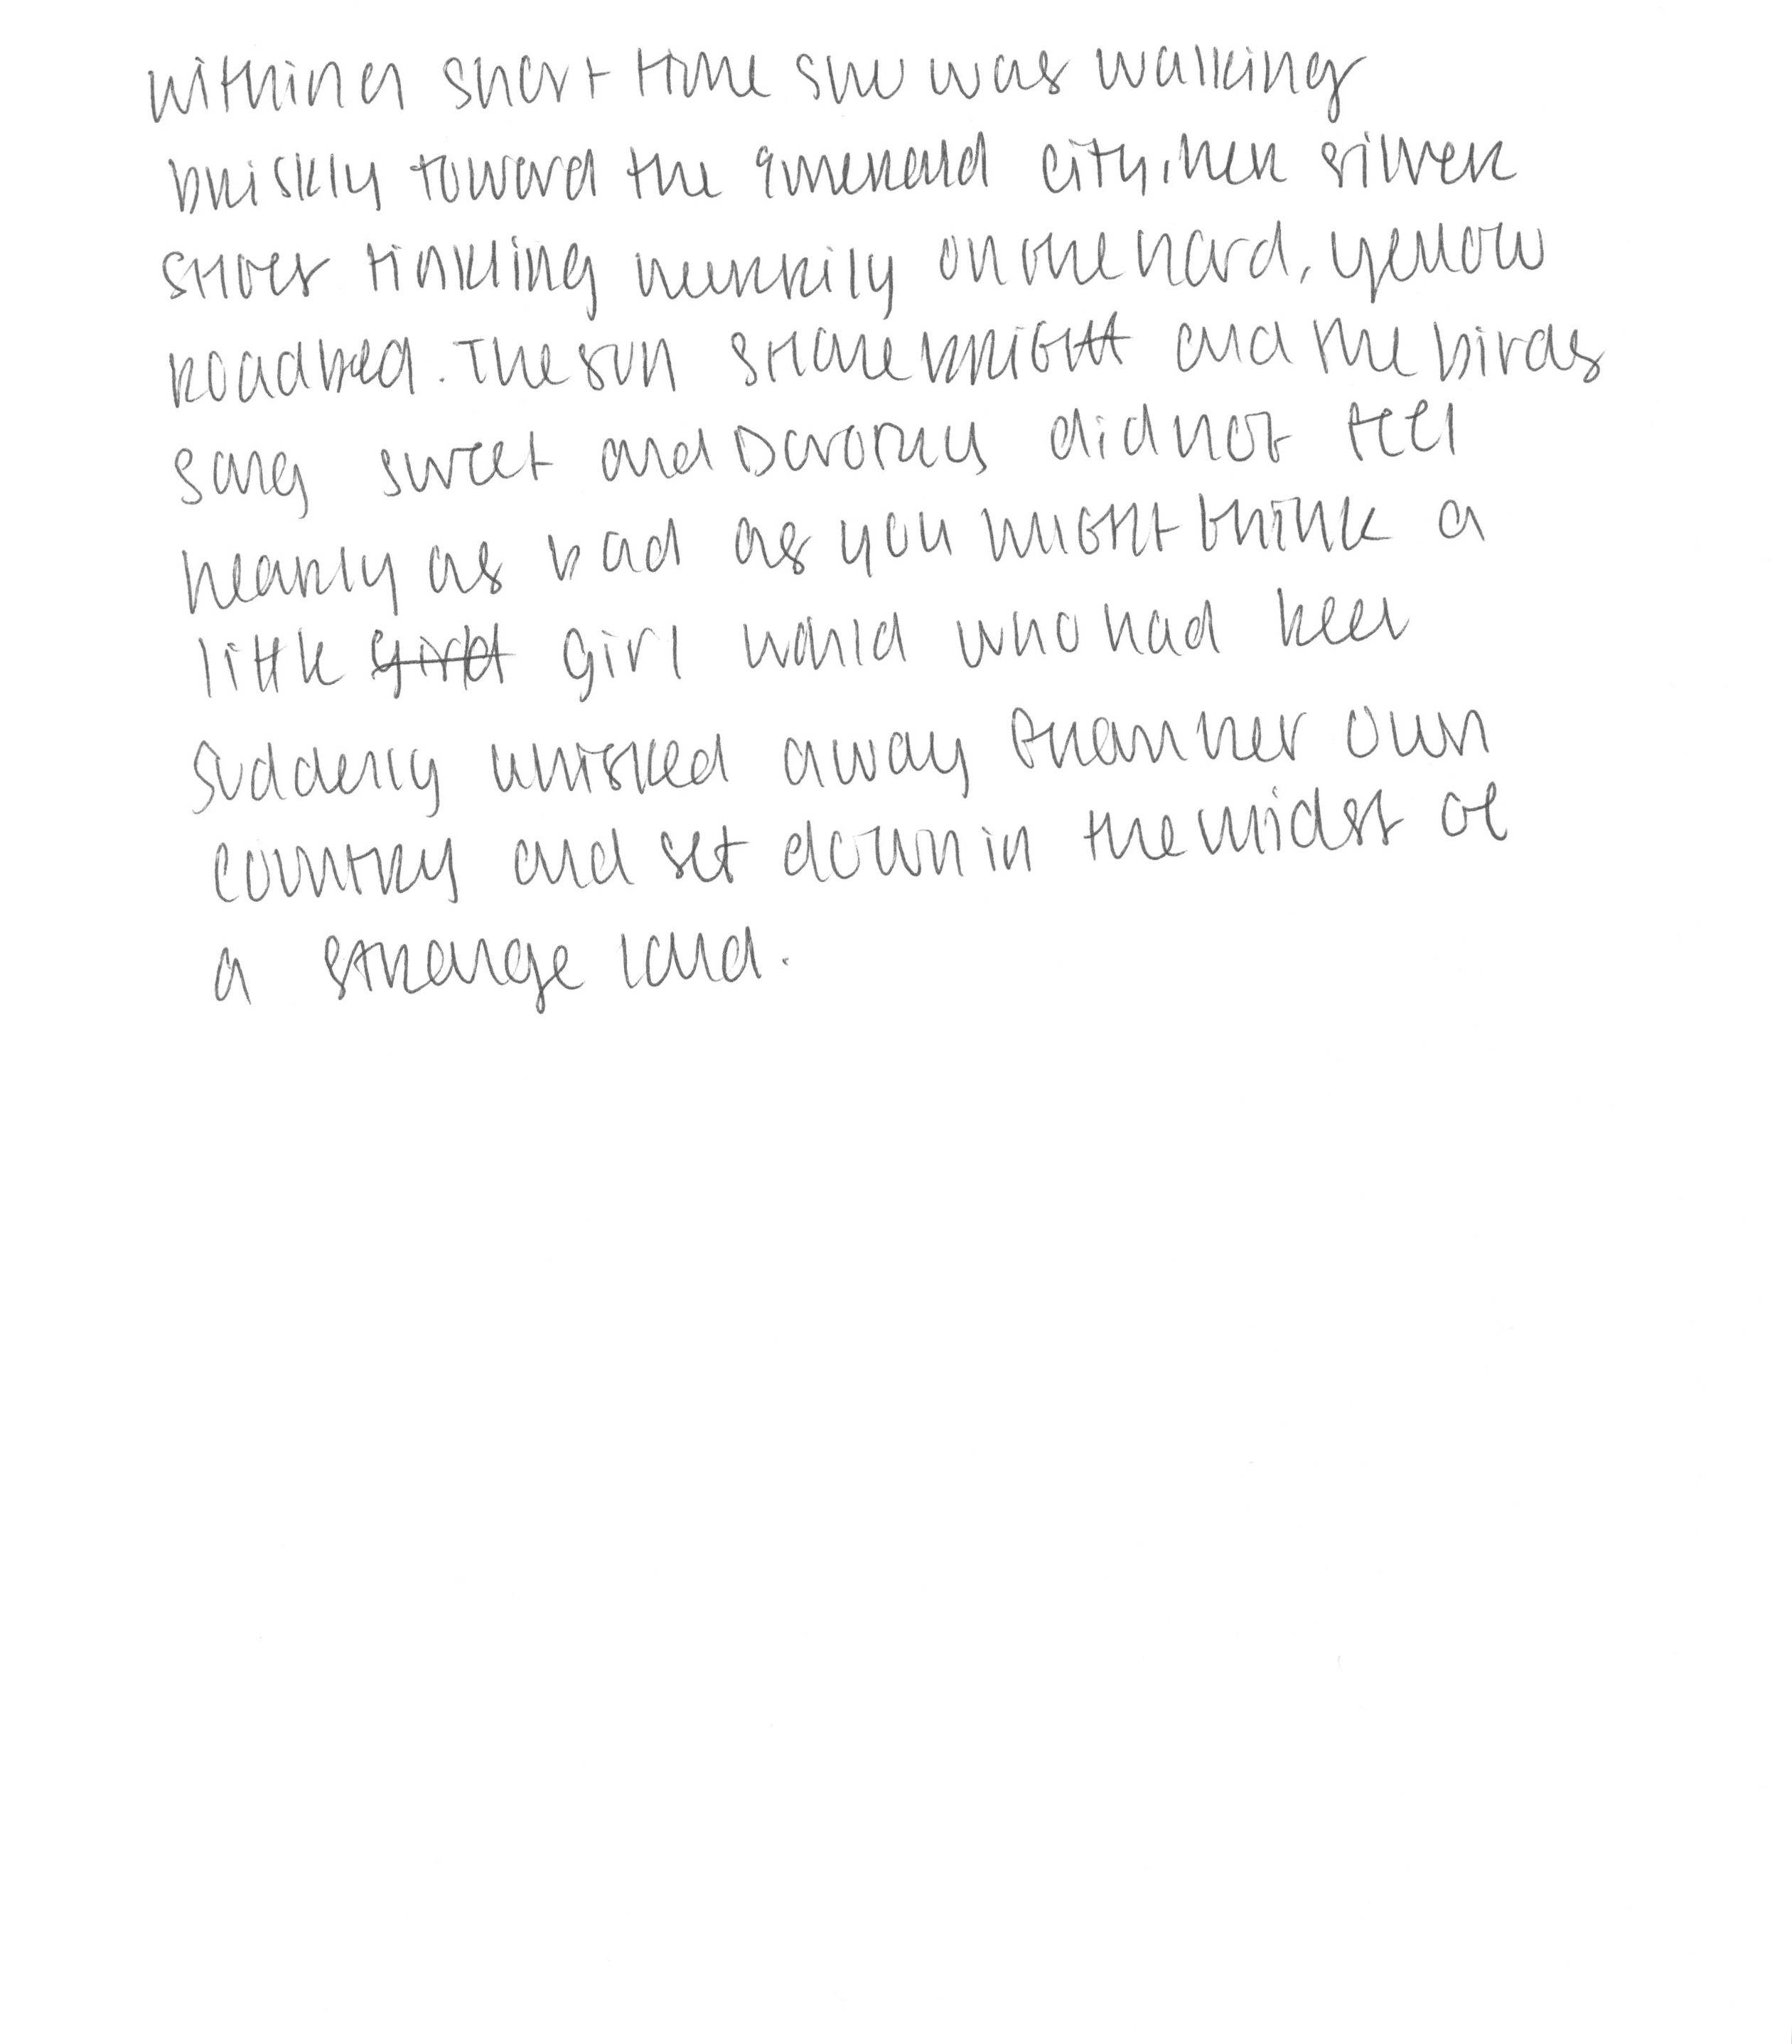 within a short time she was walking
briskly toward the Emerald city, her silver
shoes tinkling merrily on the hard, yellow
roadbed. The sun shone bright and the birds
sang sweet and Dorothy did not feel
nearly as bad as you might think a
little girl would who had been
suddenly whisked away from her own
country and set down in the midst of
a strange land.